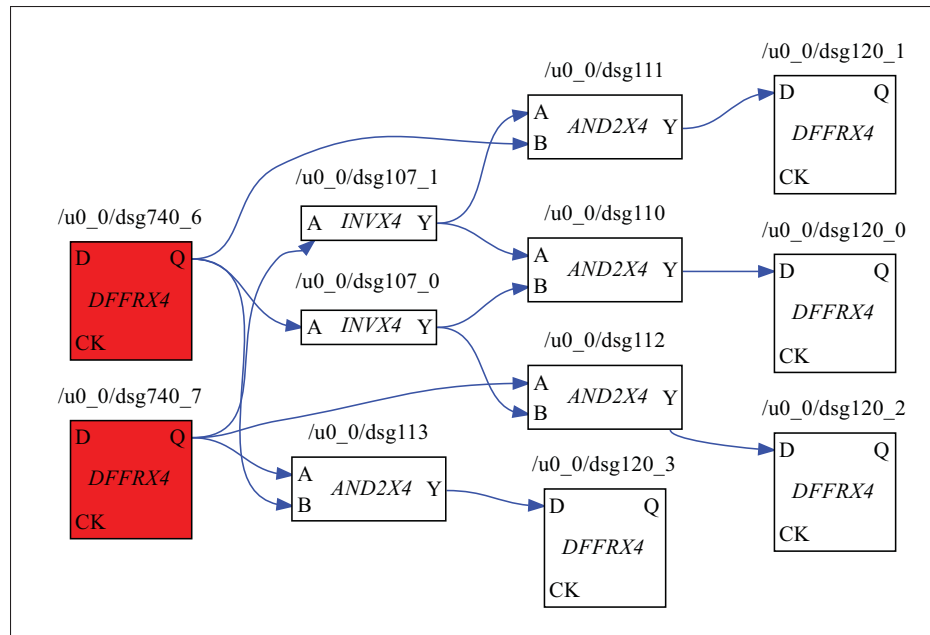 /u0_0/dsg120_1
D Q
DFFRX4
CK
/u0_0/dsg111
A
AND2X4 Y
B
/u0_0/dsg107_1
A INVX4 Y
/u0_0/dsg740_6
D Q
DFFRX4
CK
/u0_0/dsg110
A
AND2X4 Y
B
/u0_0/dsg120_0
D Q
DFFRX4
CK
/u0_0/dsg107_0
A INVX4 Y
/u0_0/dsg112
A
AND2X4 Y
B
/u0_0/dsg740_7
D Q
DFFRX4
CK
/u0_0/dsg113
A
AND2X4 Y
B
/u0_0/dsg120_2
D Q
DFFRX4
CK
/u0_0/dsg120_3
D Q
DFFRX4
CK